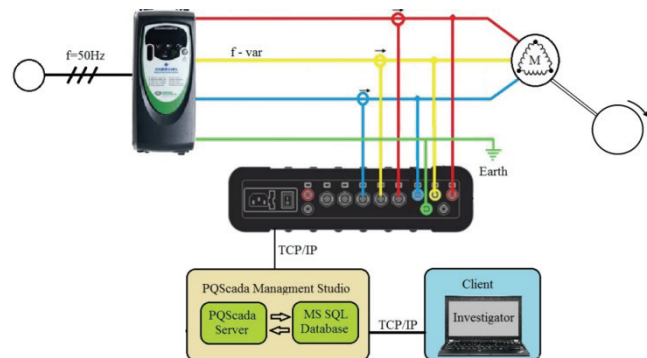 f=50Hz
f - var
M
Earth
TCP/IP
PQScada Managment Studio
PQScada
Server
MS SQL
Database
TCP/IP
Client
Investigator